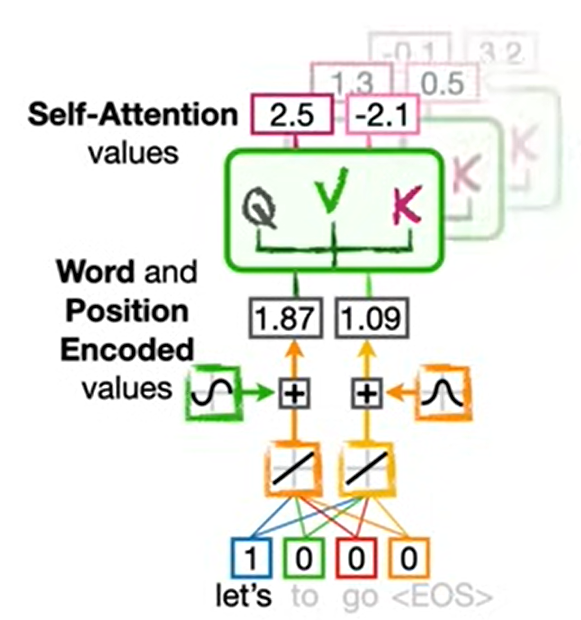 -0.1 3.2
1.3 0.5
Self-Attention 2.5 -2.1
values
Q V K K K
Word and
Position 1.87 1.09
Encoded
values + +
1 0 0 0
let's to go <EOS>